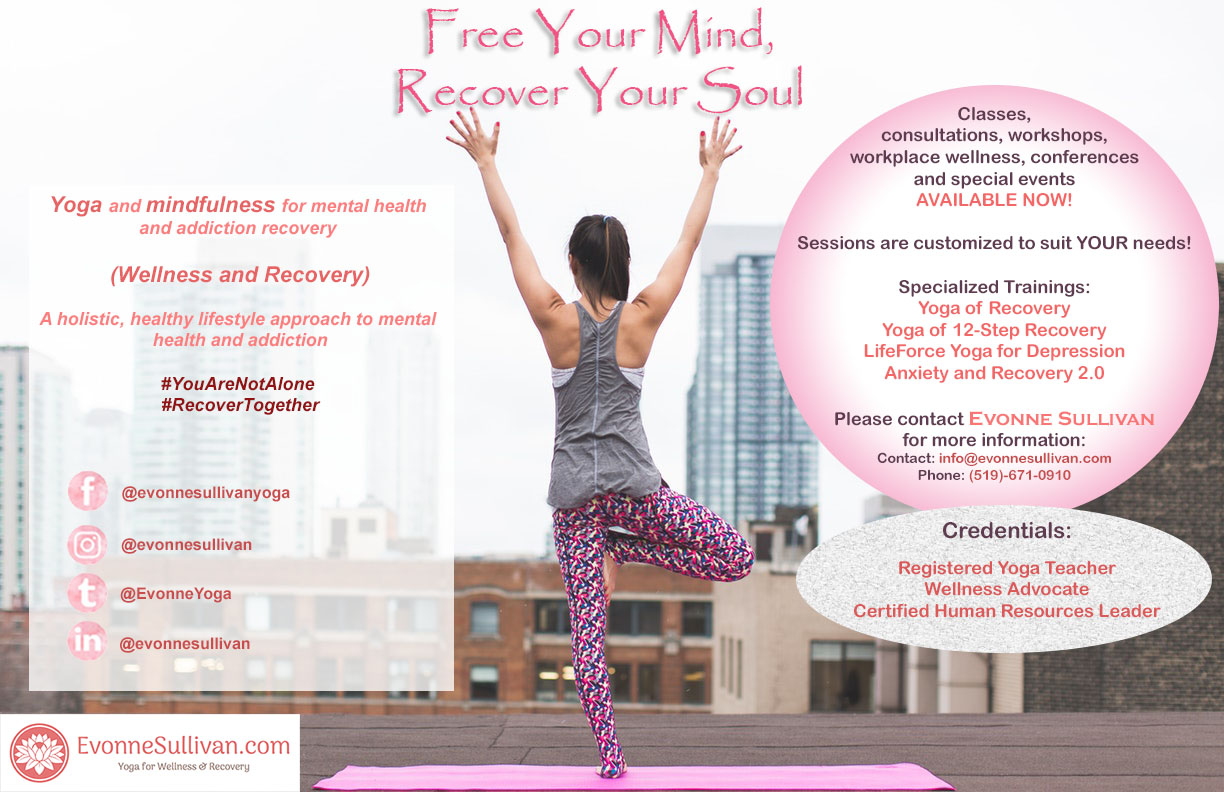 Free Your Mind,
Recover Your Soul
Yoga and mindfulness for mental health
and addiction recovery
(Wellness and Recovery)
A holistic, healthy lifestyle approach to mental
health and addiction
#YouAreNotAlone
#RecoverTogether
f @evonnesullivanyoga
@evonnesullivan
t @EvonneYoga
in @evonnesullivan
EvonneSullivan.com
Yoga for Wellness & Recovery
Classes,
consultations, workshops,
workplace wellness, conferences
and special events
AVAILABLE NOW!
Sessions are customized to suit YOUR needs!
Specialized Trainings:
Yoga of Recovery
Yoga of 12-Step Recovery
LifeForce Yoga for Depression
Anxiety and Recovery 2.0
Please contact EVONNE SULLIVAN
for more information:
Contact: info@evonnesullivan.com
Phone: (519)-671-0910
Credentials:
Registered Yoga Teacher
Wellness Advocate
Certified Human Resources Leader